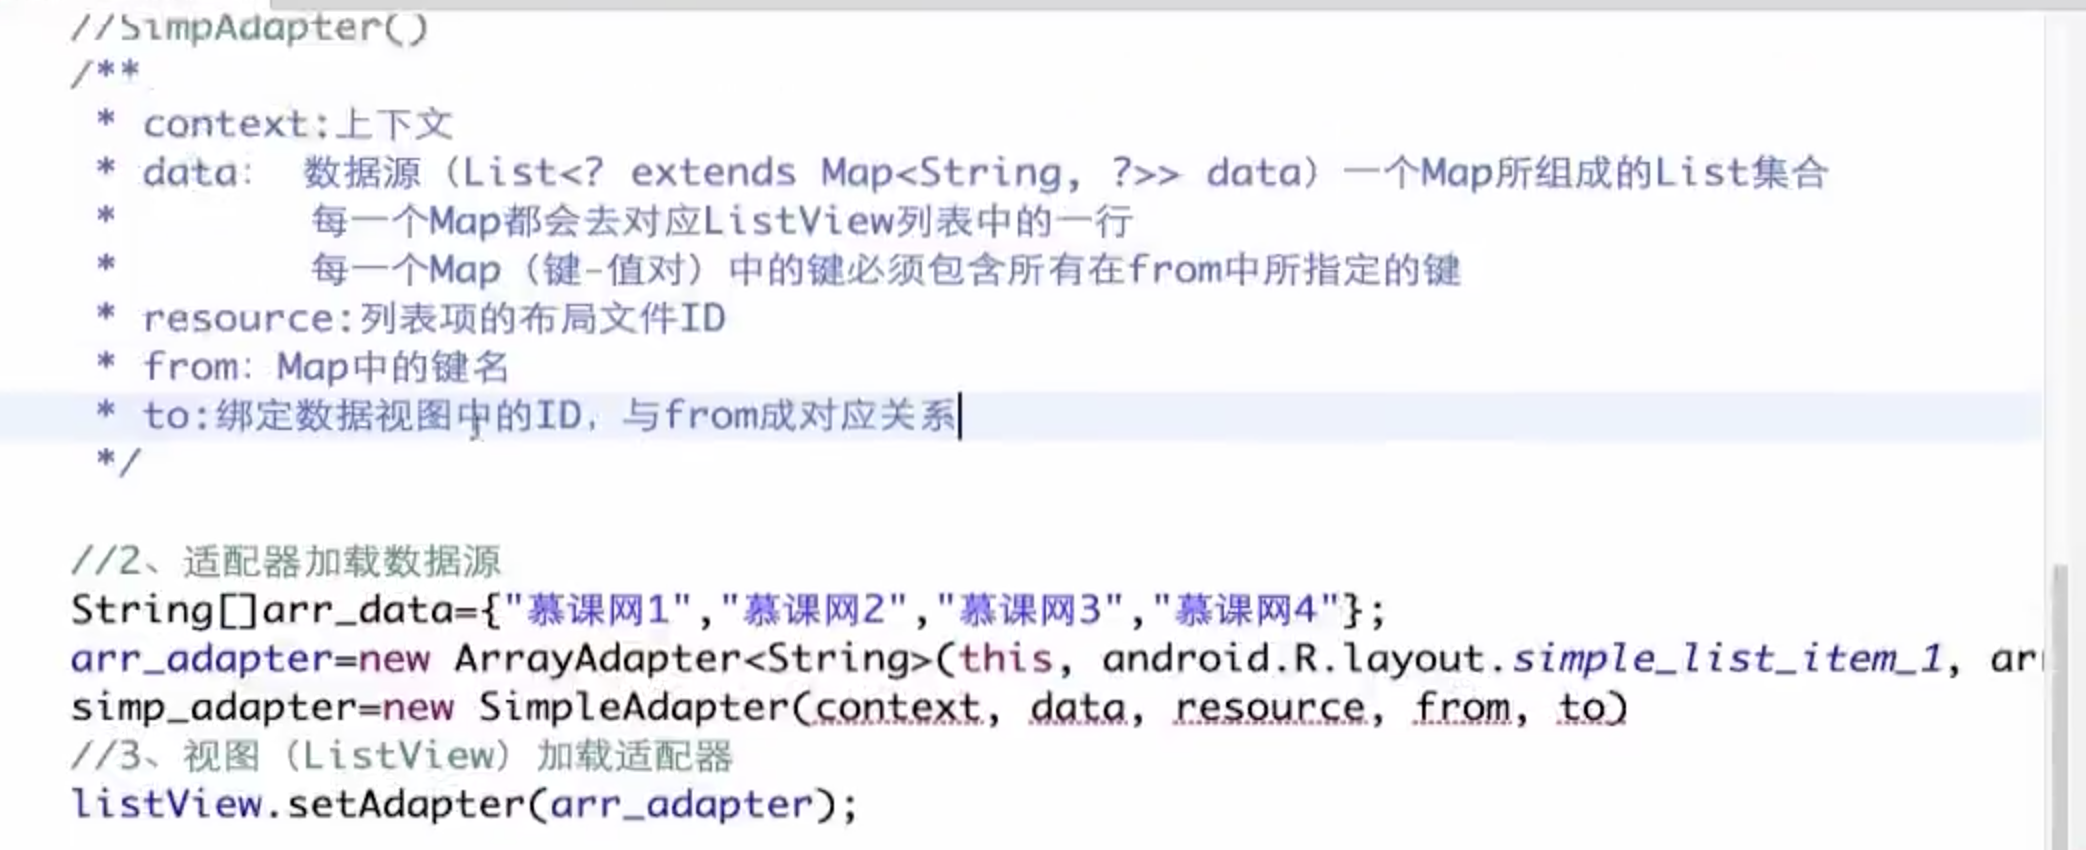 //SimpAdapter()
/**
 * context:上下文
 * data: 数据源（List<? extends Map<String, ?>> data）一个Map所组成的List集合
 * 每一个Map都会去对应ListView列表中的一行
 * 每一个Map（键-值对）中的键必须包含所有在from中所指定的键
 * resource:列表项的布局文件ID
 * from: Map中的键名
 * to:绑定数据视图中的ID, 与from成对应关系
 */
//2、适配器加载数据源
String[]arr_data={"慕课网1","慕课网2","慕课网3","慕课网4"};
arr_adapter=new ArrayAdapter<String>(this, android.R.layout.simple_list_item_1, ar
simp_adapter=new SimpleAdapter(context, data, resource, from, to)
//3、视图（ListView）加载适配器
listView.setAdapter(arr_adapter);